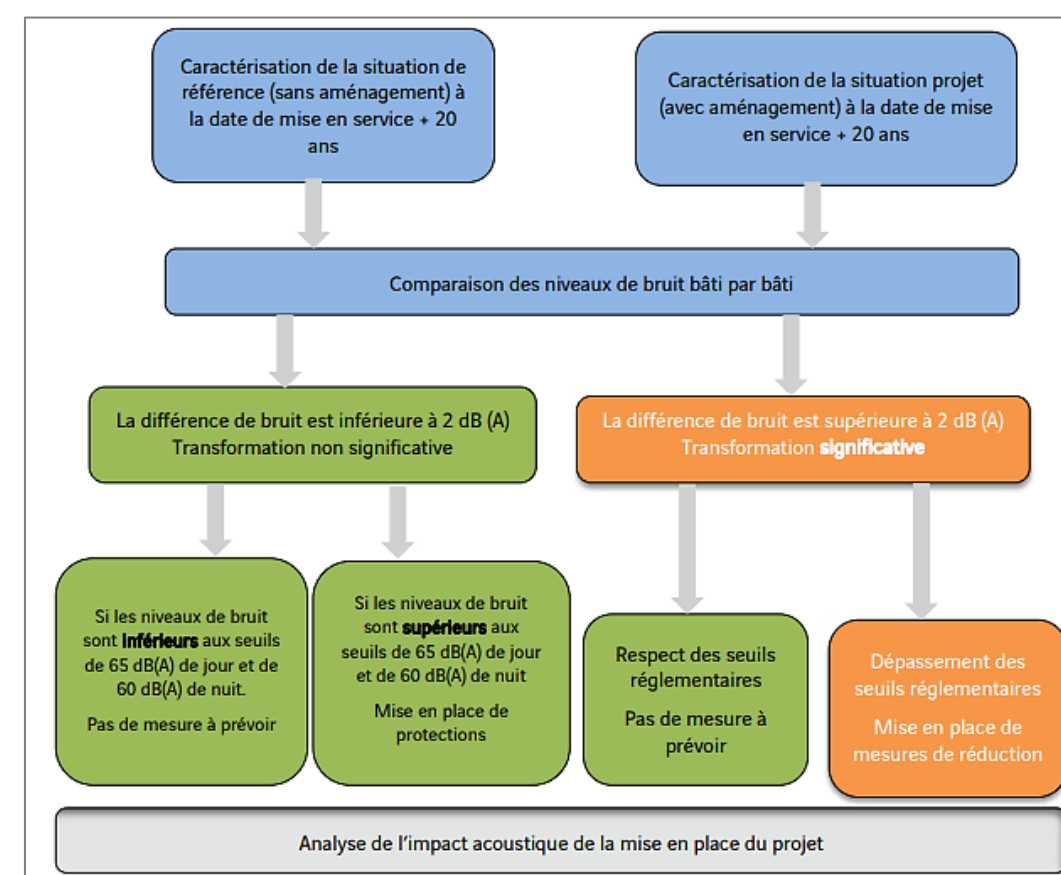 Caractérisation de la situation de
référence (sans aménagement) à
la date de mise en service + 20
ans
Caractérisation de la situation projet
(avec aménagement) à la date de mise
en service + 20 ans
Comparaison des niveaux de bruit bâti par bâti
La différence de bruit est inférieure à 2 dB (A)
Transformation non significative
La différence de bruit est supérieure à 2 dB (A)
Transformation significative
Si les niveaux de bruit
sont inférieurs aux seuils
de 65 dB(A) de jour et de
60 dB(A) de nuit.
Pas de mesure à prévoir
Si les niveaux de bruit
sont supérieurs aux
seuils de 65 dB(A) de jour
et de 60 dB(A) de nuit
Mise en place de
protections
Respect des seuils
réglementaires
Pas de mesure à
prévoir
Dépassement des
seuils réglementaires
Mise en place de
mesures de réduction
Analyse de l'impact acoustique de la mise en place du projet